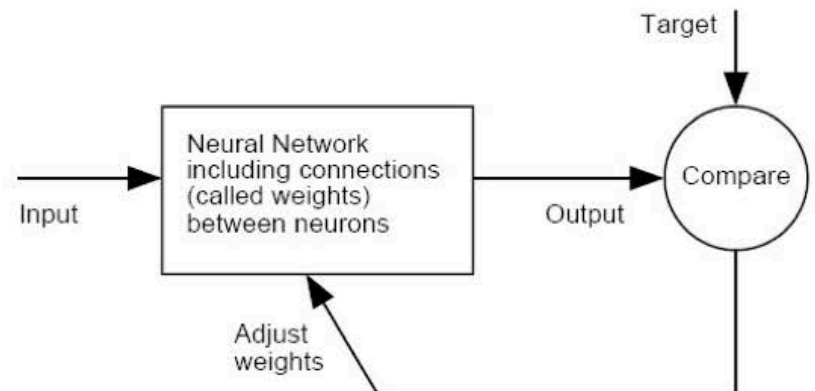 Target
Neural Network
including connections
(called weights)
between neurons
Compare
Input
Output
Adjust
weights